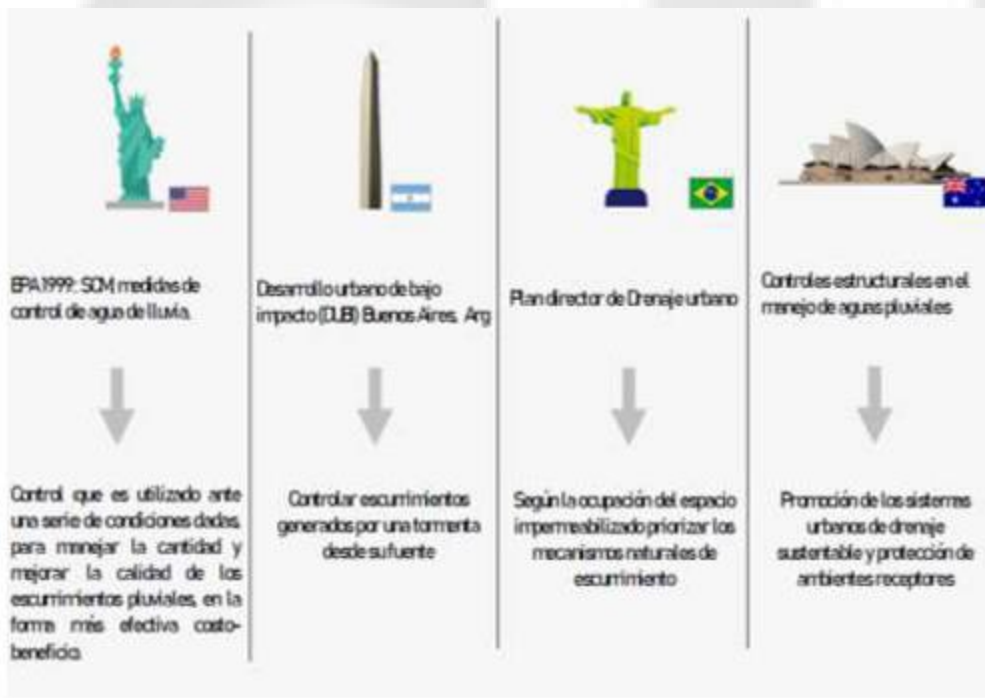 EPA1999: SCM, medidas de
control de agua de lluvia.
Desarrollo urbano de bajo
impacto (DUBI) Buenos Aires, Arg
Plan director de Drenaje urbano
Controles estructurales en el
manejo de aguas pluviales
Control que es utilizado ante
una serie de condiciones dadas,
para manejar la cantidad y
mejorar la calidad de los
escurrimientos pluviales, en la
forma más efectiva costo-
beneficio.
Controlar escurrimientos
generados por una tormenta
desde su fuente
Según la ocupación del espacio
impermeabilizado priorizar los
mecanismos naturales de
escurrimiento
Promoción de los sistemas
urbanos de drenaje
sustentable y protección de
ambientes receptores